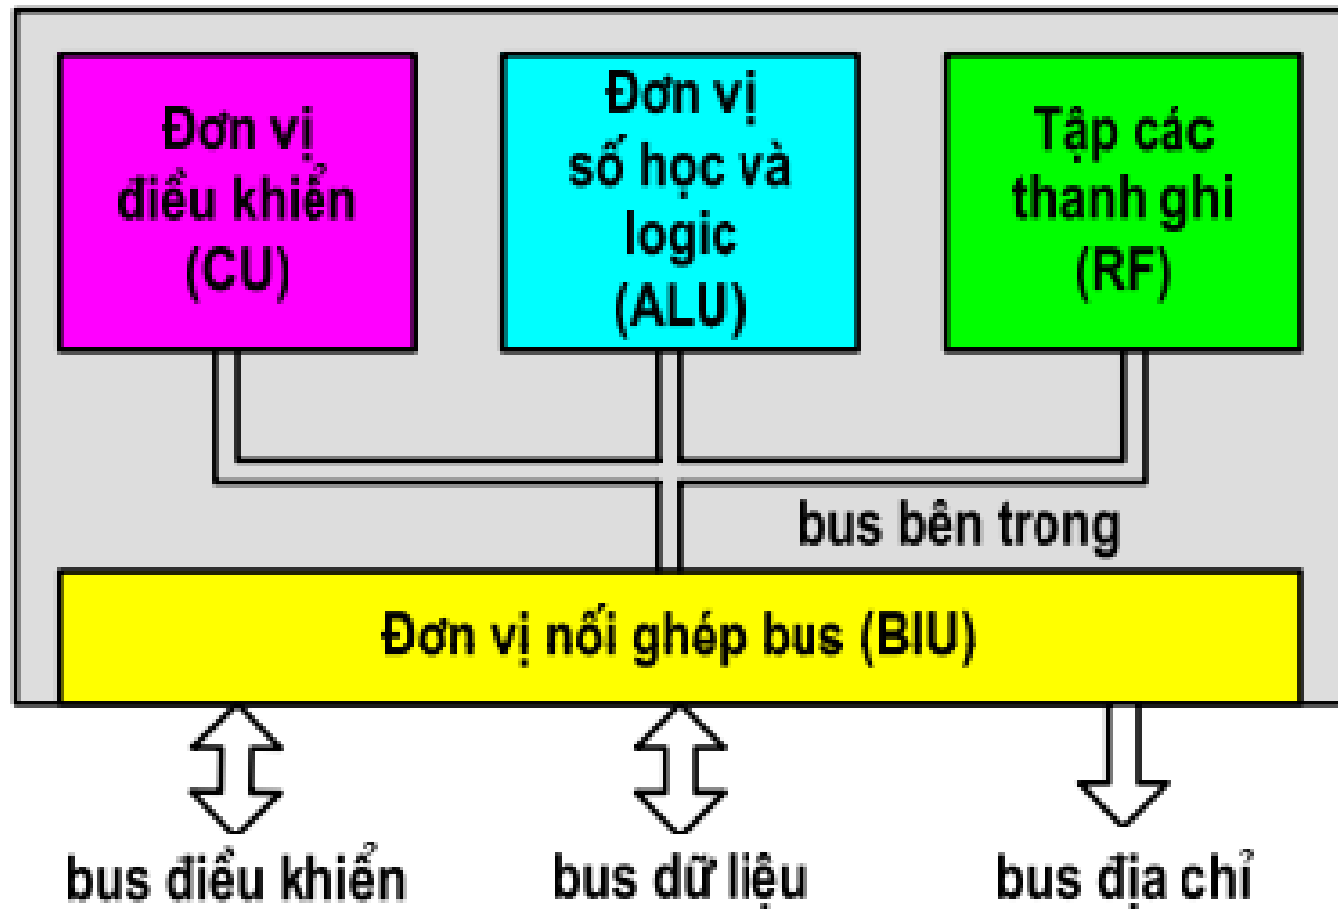 Đơn vị
điều khiển
(CU)
Đơn vị
số học và
logic
(ALU)
Tập các
thanh ghi
(RF)
bus bên trong
Đơn vị nối ghép bus (BIU)
bus điều khiển
bus dữ liệu
bus địa chỉ